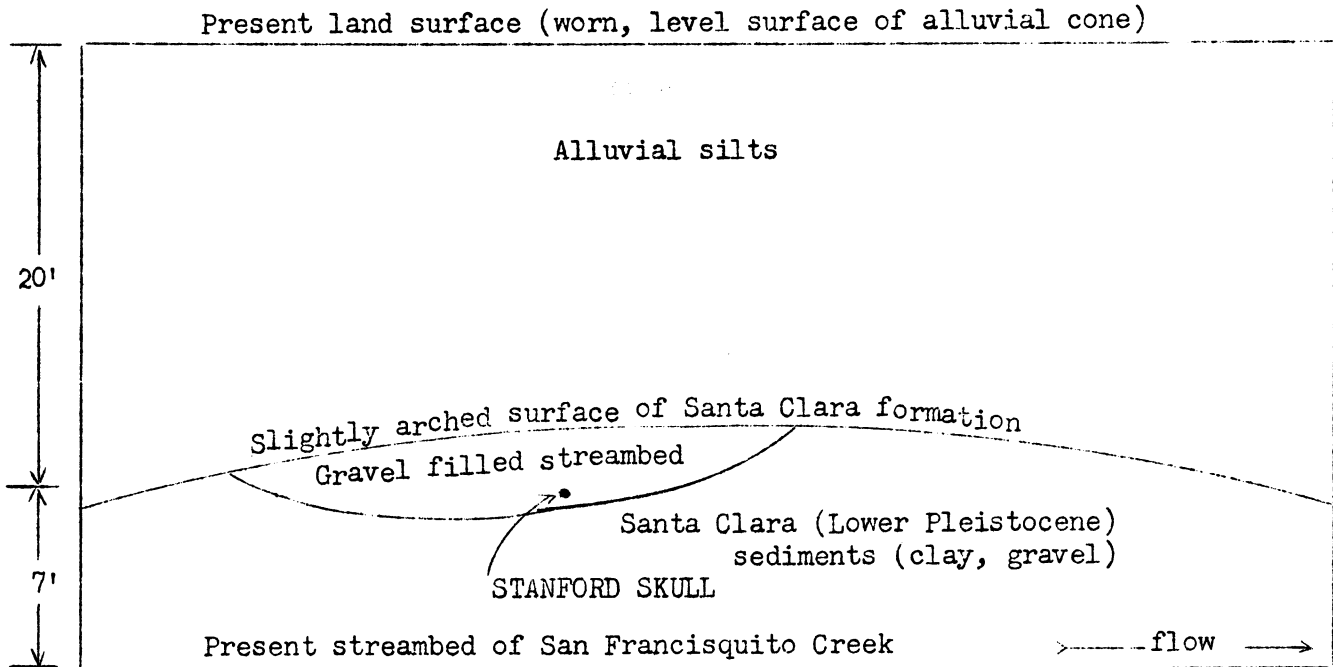 Present land surface (worn, level surface of alluvial cone)
Alluvial silts
20'
Slightly arched surface of Santa Clara formation
Gravel filled streambed
Santa Clara (Lower Pleistocene)
sediments (clay, gravel)
7'
STANFORD SKULL
Present streambed of San Francisquito Creek
flow